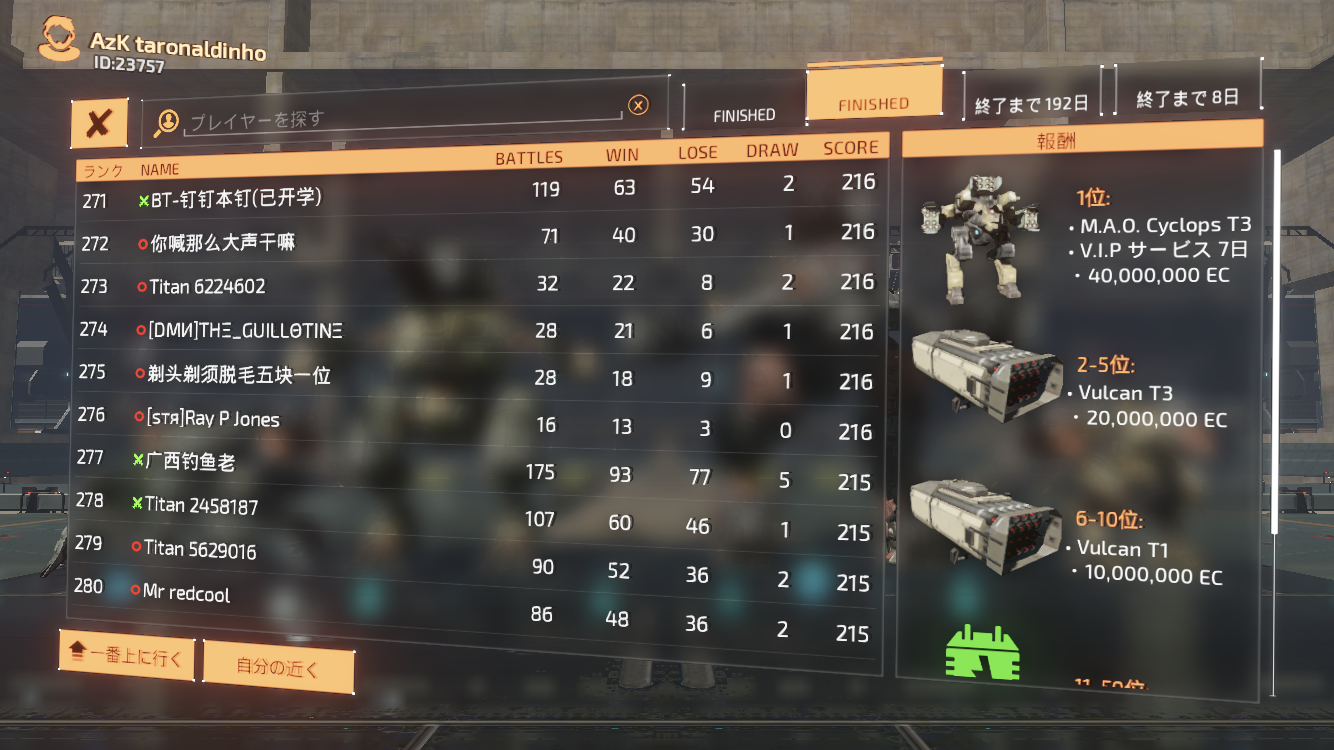 AzK taronaldinho
ID:23757
プレイヤーを探す
FINISHED
FINISHED
終了まで 192日
終了まで 8日
ランク NAME BATTLES WIN LOSE DRAW SCORE
271 BT-钉钉本钉(已开学) 119 63 54 2 216
272 你喊那么大声干嘛 71 40 30 1 216
273 Titan 6224602 32 22 8 2 216
274 [DMN]THΞ_GUILLΘTINΞ 28 21 6 1 216
275 剃头剃须脱毛五块一位 28 18 9 1 216
276 [sᴛʀ]Ray P Jones 16 13 3 0 216
277 广西钓鱼老 175 93 77 5 215
278 Titan 2458187 107 60 46 1 215
279 Titan 5629016 90 52 36 2 215
280 Mr redcool 86 48 36 2 215
一番上に行く
自分の近く
報酬
1位:
• M.A.O. Cyclops T3
• V.I.P サービス 7日
• 40,000,000 EC
2-5位:
• Vulcan T3
• 20,000,000 EC
6-10位:
• Vulcan T1
• 10,000,000 EC
11-50位: